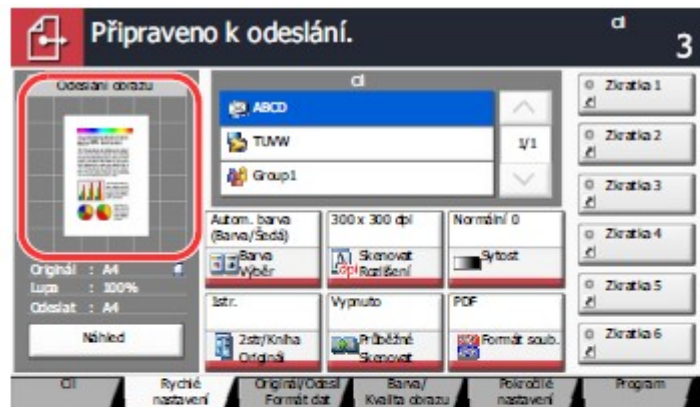 Připraveno k odeslání.
cíl
3
Odeslání obrazu
Originál : A4
Lupa : 100%
Odeslat : A4
Náhled
cíl
ABCD
TUVW
Group1
1/1
Autom. barva
(Barva/Šedá)
Barva
Výběr
300 x 300 dpi
Skenovat
Rozlišení
Normální 0
Sytost
1str.
2str/Kniha
Originál
Vypnuto
Průběžné
Skenovat
PDF
Formát soub.
Zkratka 1
Zkratka 2
Zkratka 3
Zkratka 4
Zkratka 5
Zkratka 6
Cíl
Rychlé
nastavení
Originál/Odesíl
Formát dat
Barva/
Kvalita obrazu
Pokročilé
nastavení
Program